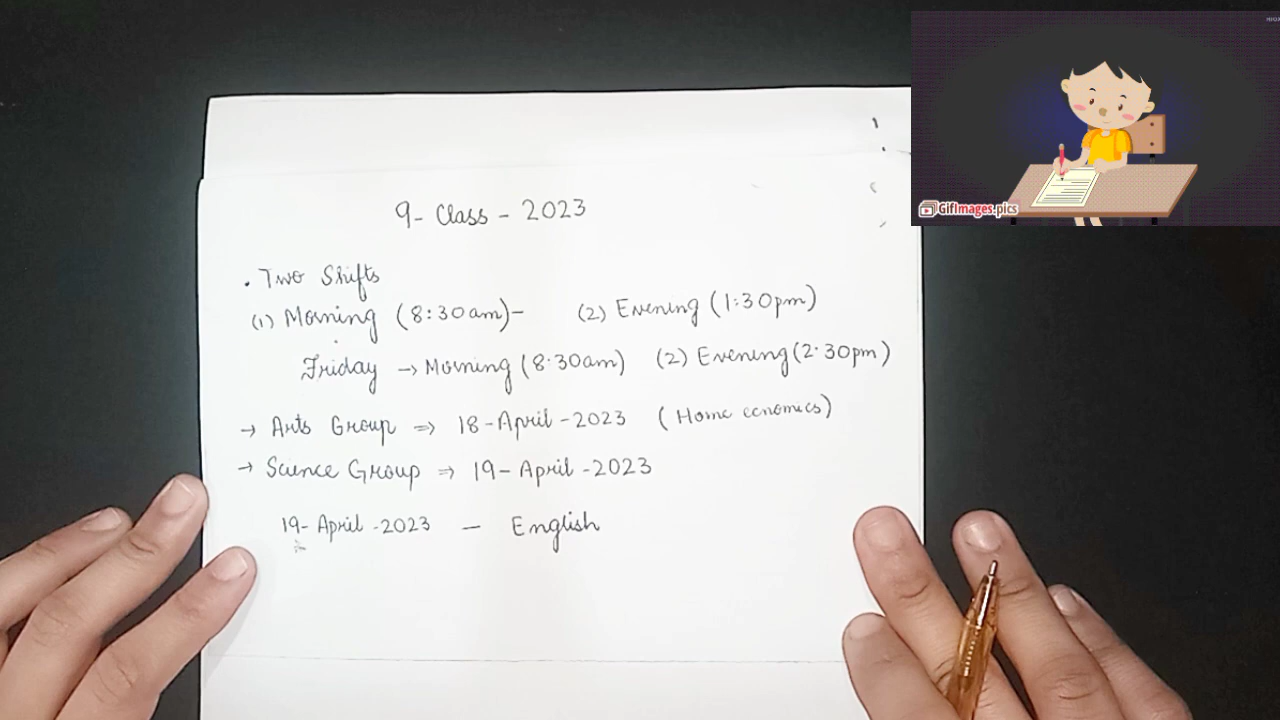 9- Class - 2023
. Two Shifts
(1) Morning (8:30am)- (2) Evening (1:30pm)
Friday → Morning (8.30am) (2) Evening (2.30pm)
→ Arts Group ⇒ 18-April-2023 (Home ecnomics)
→ Science Group ⇒ 19-April-2023
19-April-2023 - English
GifImages.pics